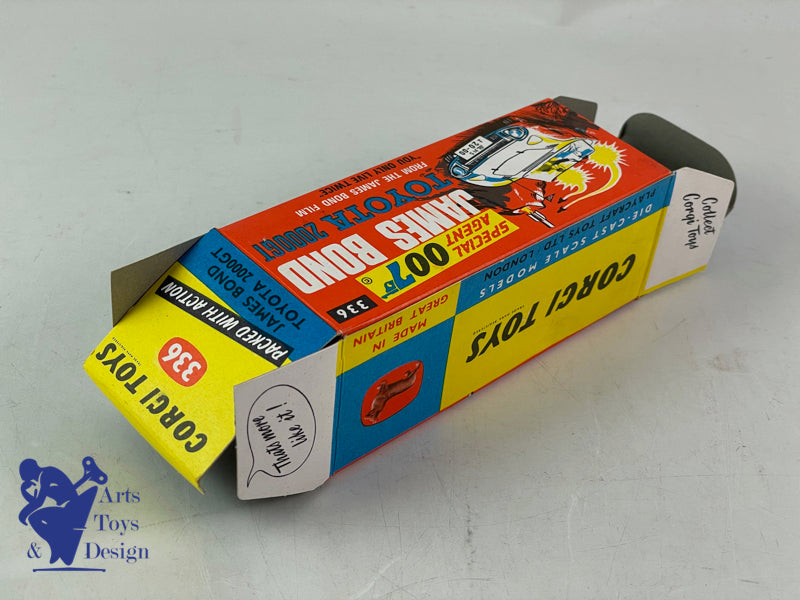 SPECIAL
AGENT
007
JAMES BOND
TOYOTA 2000GT
FROM THE JAMES BOND FILM
"YOU ONLY LIVE TWICE"
336
CORGI TOYS
DIE-CAST SCALE MODELS
PLAYCRAFT TOYS LTD. LONDON
MADE IN
GREAT BRITAIN
Collect
Corgi Toys
JAMES BOND
TOYOTA 2000GT
PACKED WITH ACTION
336
CORGI TOYS
Thats more
like it!
Arts
Toys
& Design